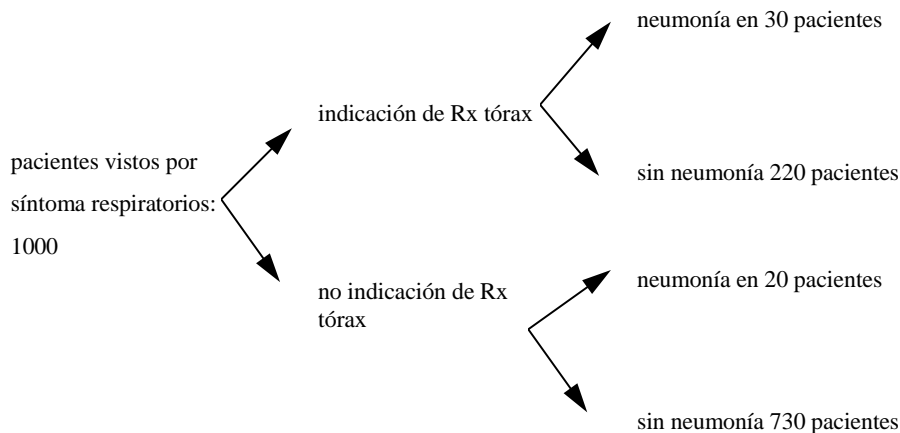 neumonía en 30 pacientes
indicación de Rx tórax
pacientes vistos por
síntoma respiratorios:
1000
sin neumonía 220 pacientes
no indicación de Rx
tórax
neumonía en 20 pacientes
sin neumonía 730 pacientes